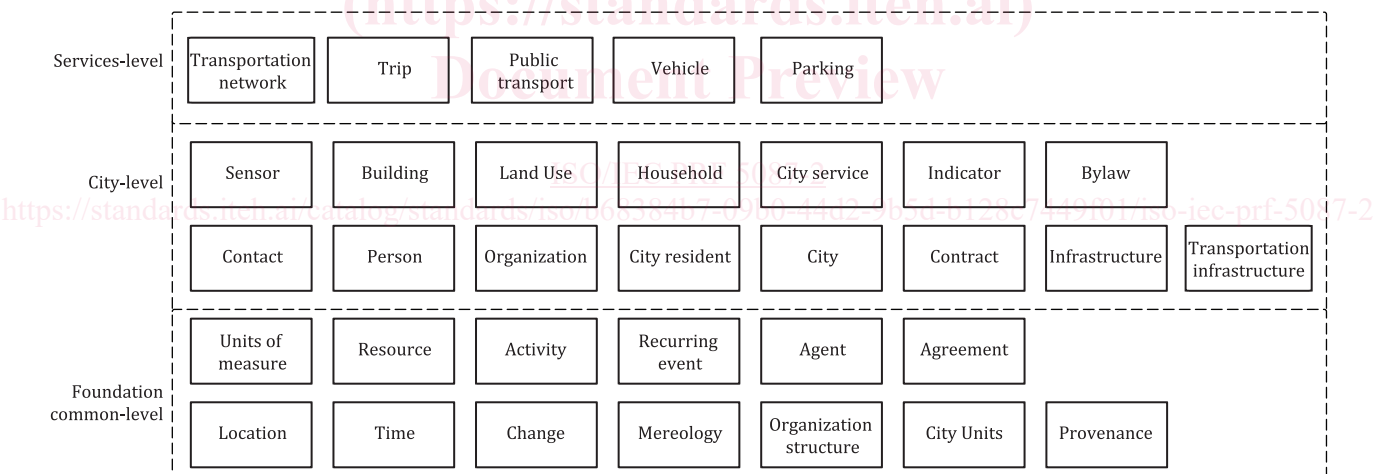 (https://standards.iteh.ai)
Document Preview
Services-level
Transportation
network
Trip
Public
transport
Vehicle
Parking
City-level
Sensor
Building
Land Use
Household
City service
Indicator
Bylaw
ISO/IEC PRF 5087-2
https://standards.iteh.ai/catalog/standards/iso/b68384b7-09b0-44d2-9b5d-b128c7449f01/iso-iec-prf-5087-2
Contact
Person
Organization
City resident
City
Contract
Infrastructure
Transportation
infrastructure
Foundation
common-level
Units of
measure
Resource
Activity
Recurring
event
Agent
Agreement
Location
Time
Change
Mereology
Organization
structure
City Units
Provenance